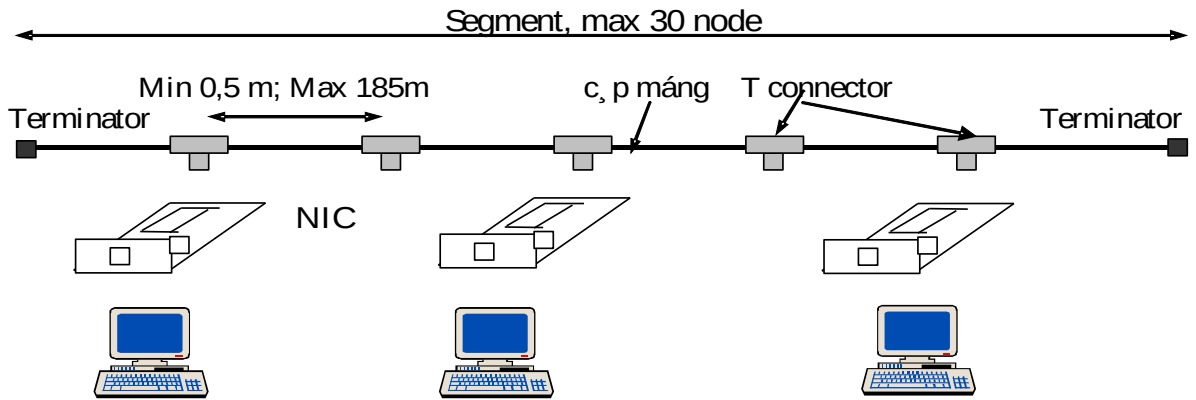 Segment, max 30 node
Min 0,5 m; Max 185m
c¸ p máng
T connector
Terminator
Terminator
NIC